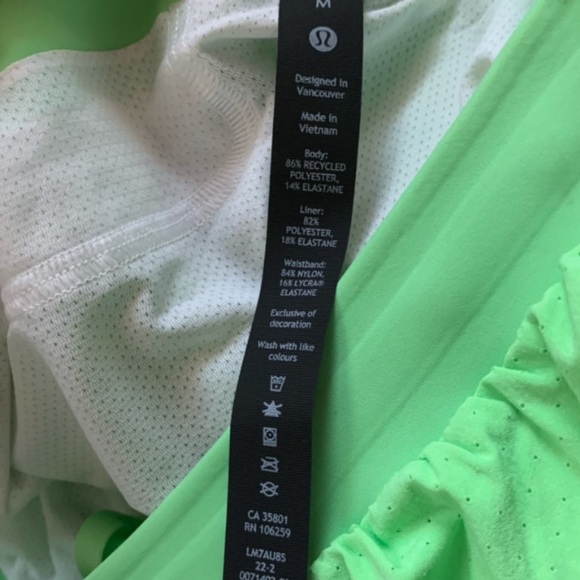 M
Designed in
Vancouver
Made in
Vietnam
Body:
86% RECYCLED
POLYESTER,
14% ELASTANE
Liner:
82%
POLYESTER,
18% ELASTANE
Waistband:
84% NYLON,
16% LYCRA®
ELASTANE
Exclusive of
decoration
Wash with like
colours
CA 35801
RN 106259
LM7AU8S
22-2